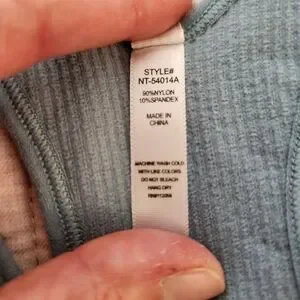 STYLE#
NT-54014A
90%NYLON
10%SPANDEX
MADE IN
CHINA
MACHINE WASH COLD
WITH LIKE COLORS
DO NOT BLEACH
HANG DRY